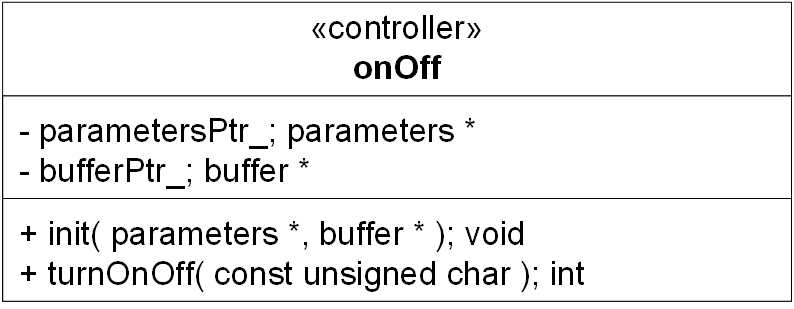 «controller»
onOff
- parametersPtr_; parameters *
- bufferPtr_; buffer *
+ init( parameters *, buffer * ); void
+ turnOnOff( const unsigned char ); int